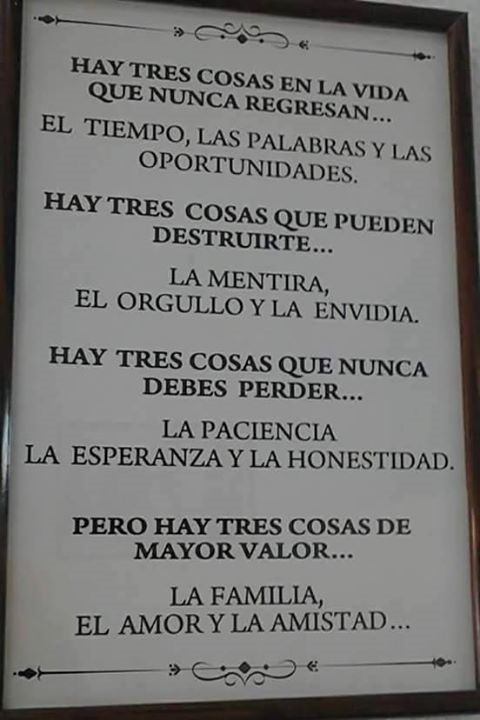 HAY TRES COSAS EN LA VIDA
QUE NUNCA REGRESAN...
EL TIEMPO, LAS PALABRAS Y LAS
OPORTUNIDADES.
HAY TRES COSAS QUE PUEDEN
DESTRUIRTE...
LA MENTIRA,
EL ORGULLO Y LA ENVIDIA.
HAY TRES COSAS QUE NUNCA
DEBES PERDER...
LA PACIENCIA
LA ESPERANZA Y LA HONESTIDAD.
PERO HAY TRES COSAS DE
MAYOR VALOR...
LA FAMILIA,
EL AMOR Y LA AMISTAD...